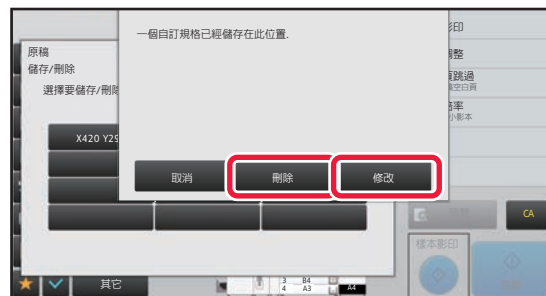 一個自訂規格已經儲存在此位置.
原稿
儲存/刪除
選擇要儲存/刪除
X420 Y29
取消
刪除
修改
影印
調整
頁跳過
空白頁
倍率
小影本
CA
樣本影印
其它
3 B4
4 A3
A4